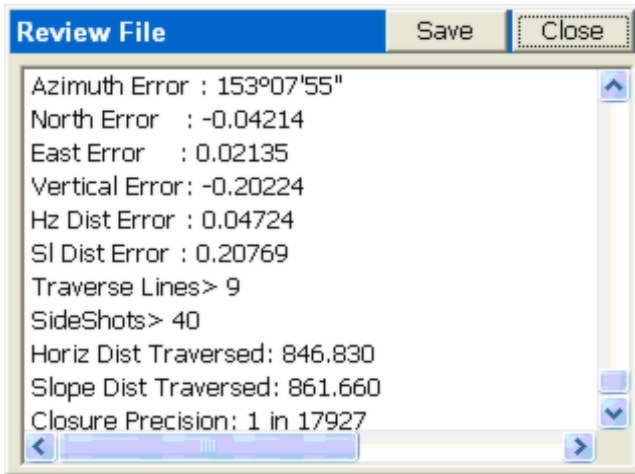 Review File Save Close
Azimuth Error : 153º07'55"
North Error : -0.04214
East Error : 0.02135
Vertical Error: -0.20224
Hz Dist Error : 0.04724
Sl Dist Error : 0.20769
Traverse Lines> 9
SideShots> 40
Horiz Dist Traversed: 846.830
Slope Dist Traversed: 861.660
Closure Precision: 1 in 17927